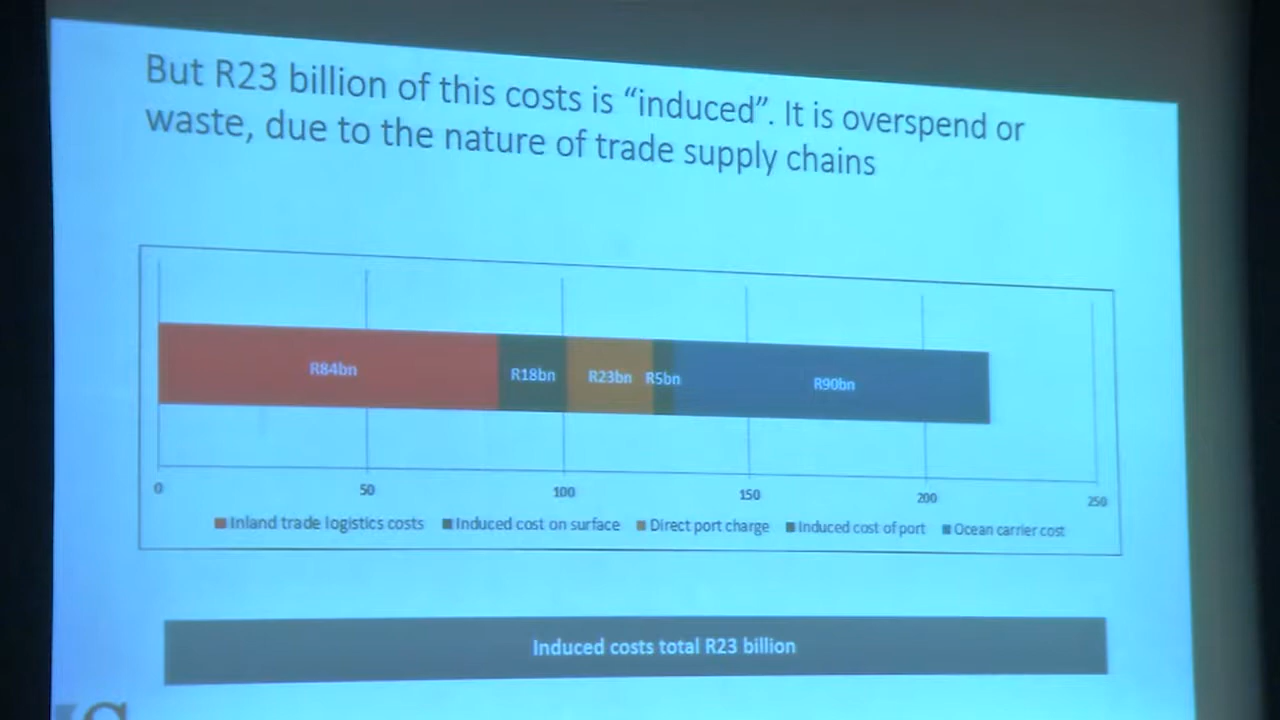 But R23 billion of this costs is “induced”. It is overspend or
waste, due to the nature of trade supply chains
R84bn R18bn R23bn R5bn R90bn
0 50 100 150 200 250
Inland trade logistics costs Induced cost on surface Direct port charge Induced cost of port Ocean carrier cost
Induced costs total R23 billion